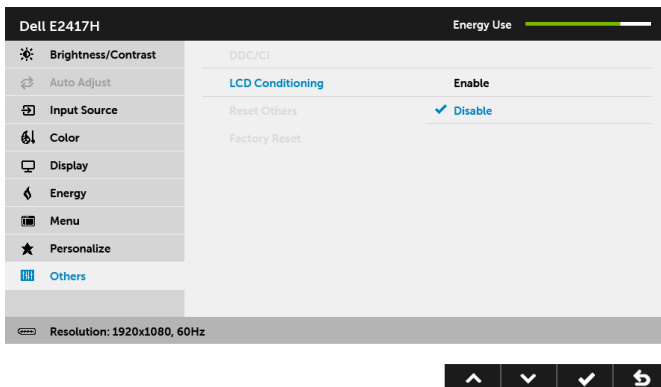 Dell E2417H
Energy Use
Brightness/Contrast
DDC/CI
Auto Adjust
LCD Conditioning
Enable
Input Source
Reset Others
Disable
Color
Factory Reset
Display
Energy
Menu
Personalize
Others
Resolution: 1920x1080, 60Hz